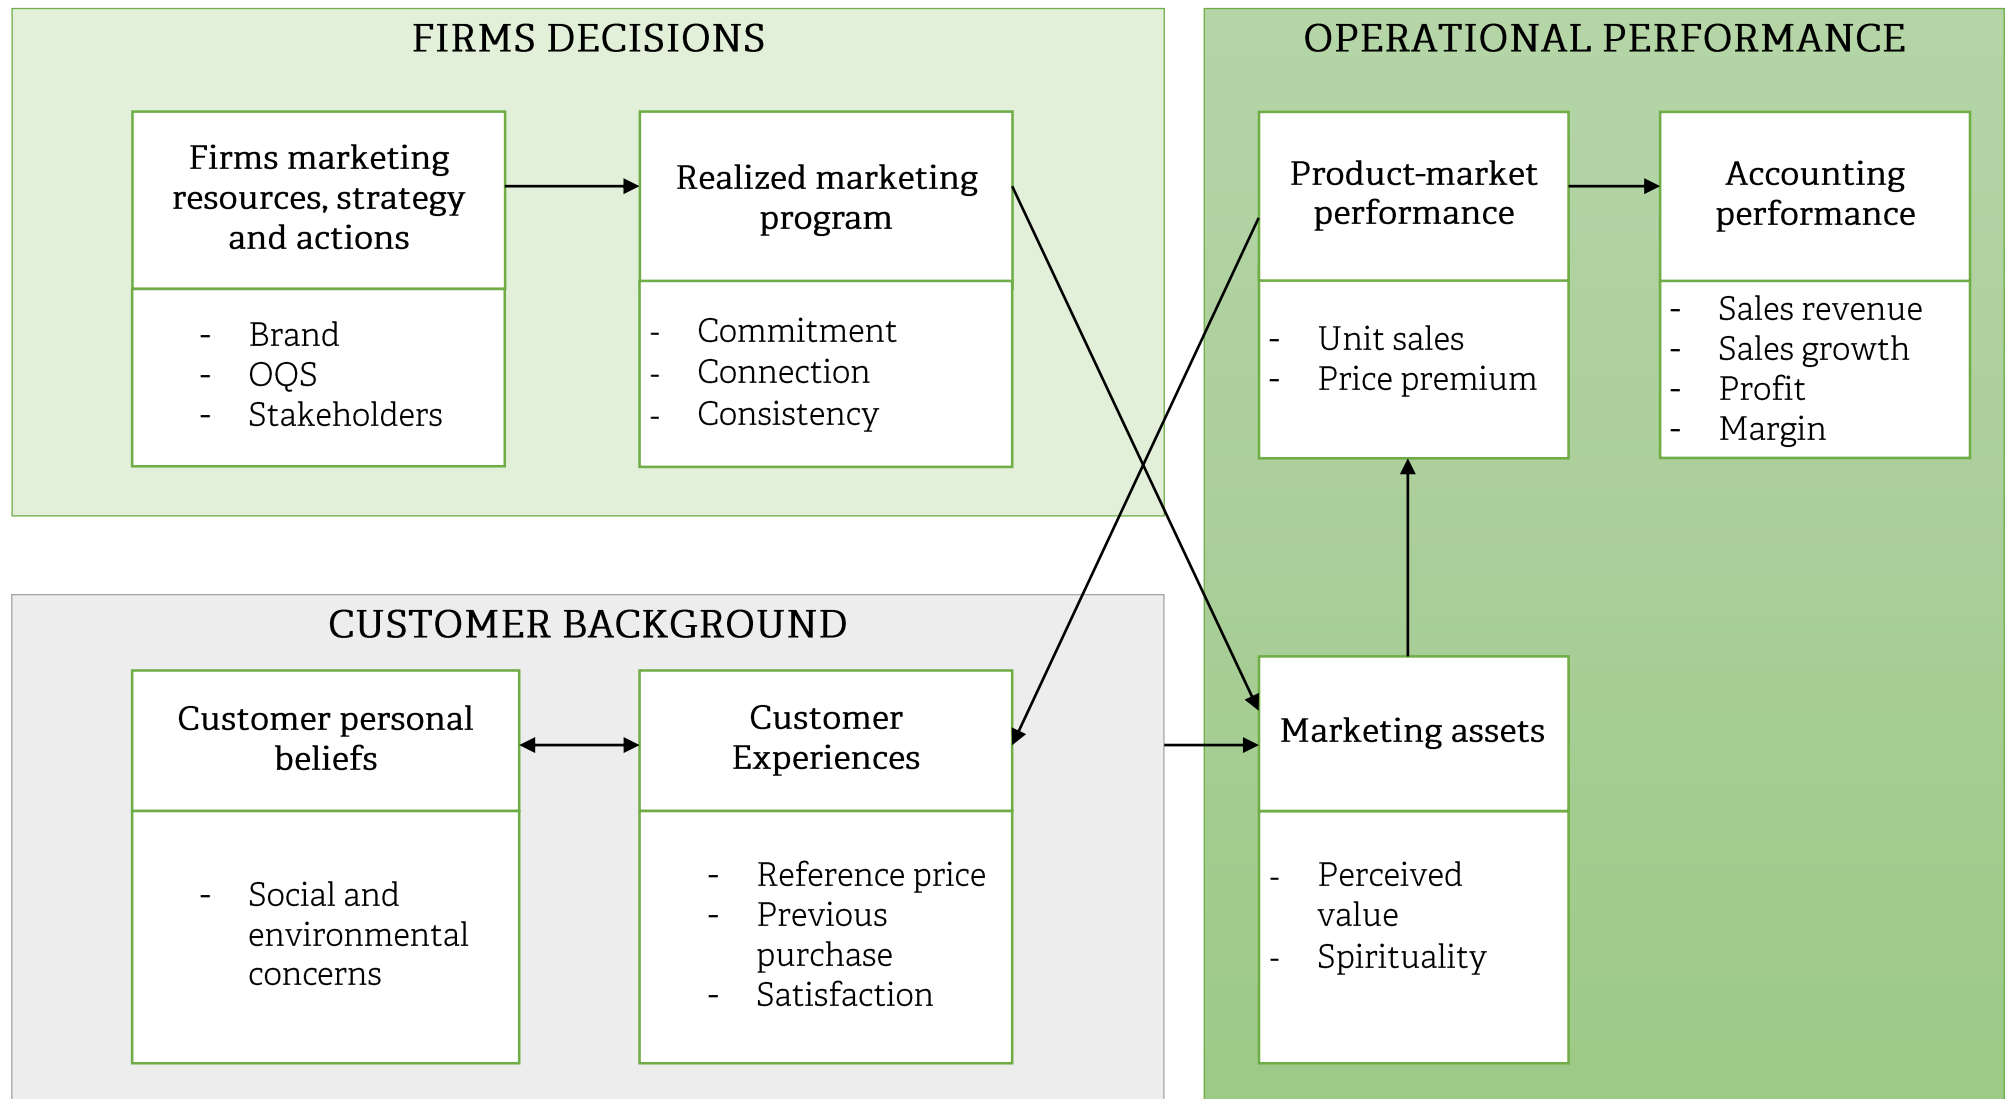 FIRMS DECISIONS
Firms marketing
resources, strategy
and actions
- Brand
- OQS
- Stakeholders
Realized marketing
program
- Commitment
- Connection
- Consistency
OPERATIONAL PERFORMANCE
Product-market
performance
- Unit sales
- Price premium
Accounting
performance
- Sales revenue
- Sales growth
- Profit
- Margin
CUSTOMER BACKGROUND
Customer personal
beliefs
- Social and
environmental
concerns
Customer
Experiences
- Reference price
- Previous
purchase
- Satisfaction
Marketing assets
- Perceived
value
- Spirituality